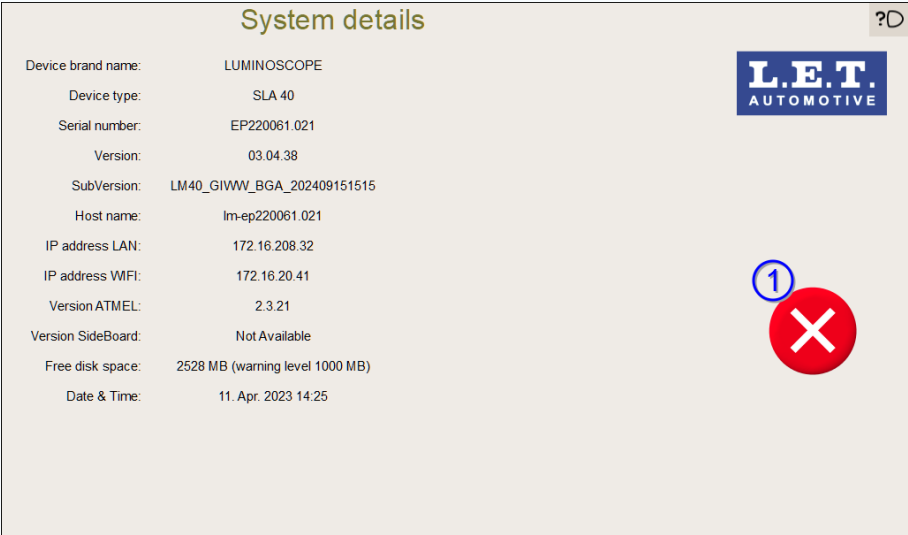 System details
?
L.E.T.
AUTOMOTIVE
Device brand name: LUMINOSCOPE
Device type: SLA 40
Serial number: EP220061.021
Version: 03.04.38
SubVersion: LM40_GIWW_BGA_202409151515
Host name: lm-ep220061.021
IP address LAN: 172.16.208.32
IP address WIFI: 172.16.20.41
Version ATMEL: 2.3.21
Version SideBoard: Not Available
Free disk space: 2528 MB (warning level 1000 MB)
Date & Time: 11. Apr. 2023 14:25
1